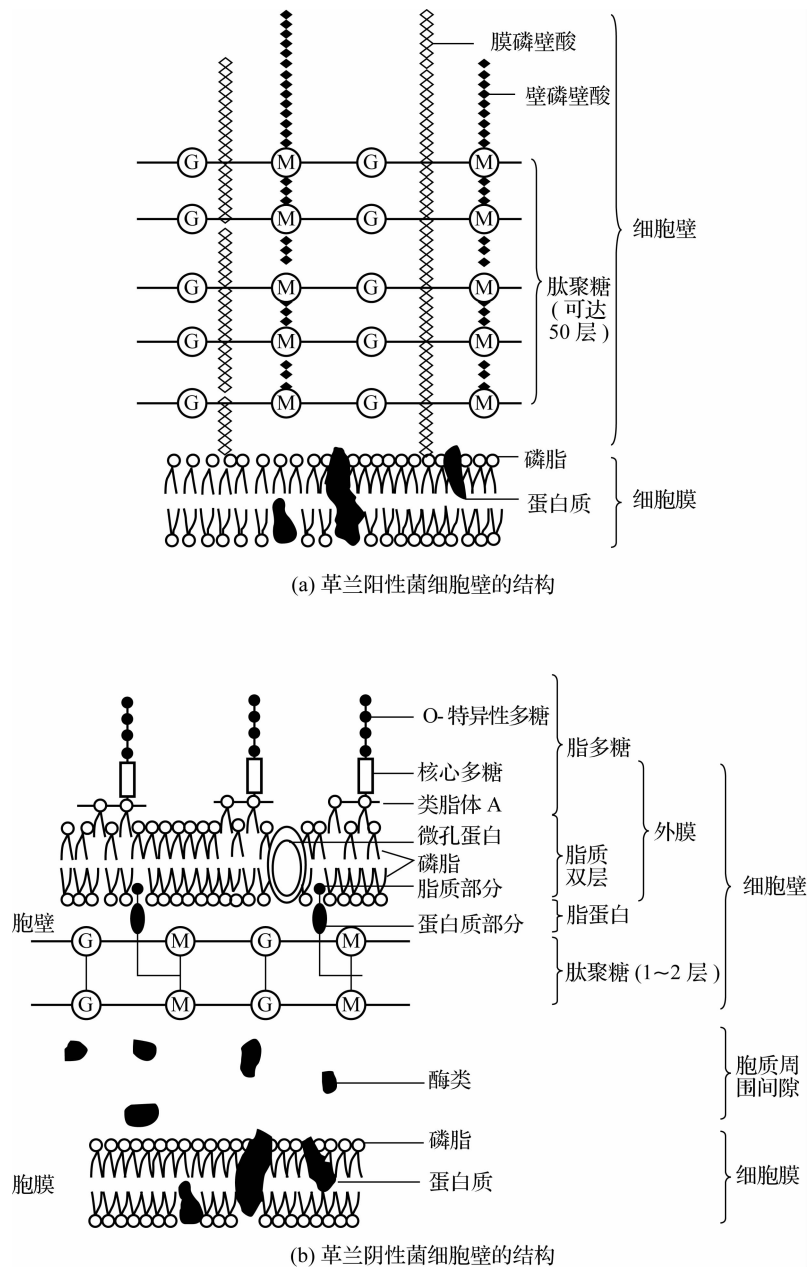 膜磷壁酸
壁磷壁酸
G M G M
G M G M
细胞壁
G M G M
肽聚糖
( 可达
50 层 )
G M G M
G M G M
磷脂
蛋白质
细胞膜
(a) 革兰阳性菌细胞壁的结构
O- 特异性多糖
脂多糖
核心多糖
类脂体 A
微孔蛋白
外膜
磷脂
脂质
双层
脂质部分
细胞壁
脂蛋白
胞壁
蛋白质部分
G M G M
肽聚糖 (1~2 层 )
G M G M
胞质周
围间隙
酶类
磷脂
胞膜
蛋白质
细胞膜
(b) 革兰阴性菌细胞壁的结构